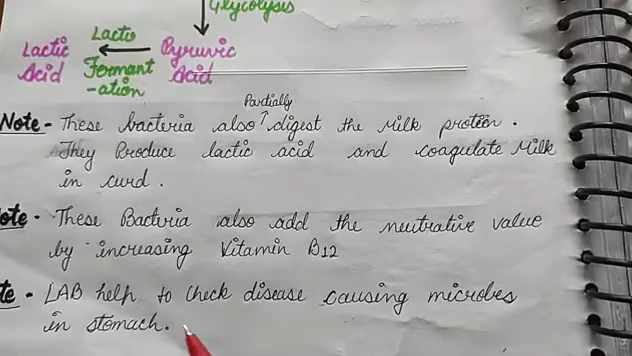 Glycolysis
Lactic Lacto Pyruvic
Acid Formant Acid
-ation
Partially
Note - These bacteria also digest the milk protein.
They Produce lactic acid and coagulate Milk
in curd.
ote - These Bactria also add the neutrative value
by increasing Vitamin B12
te - LAB help to check disease causing microbes
in stomach.